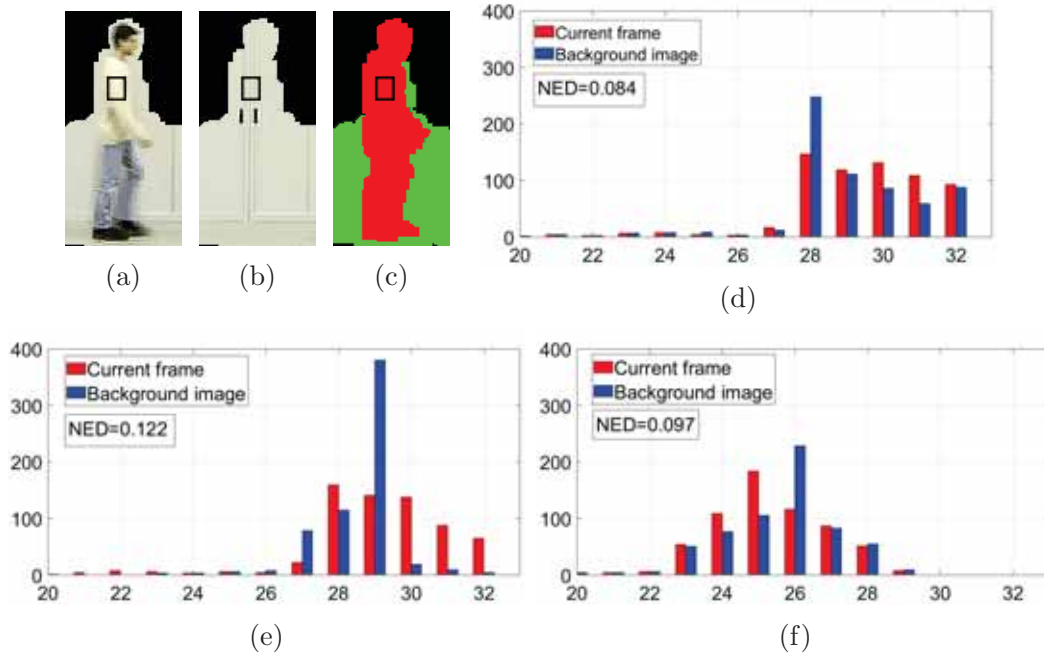 (a)
(b)
(c)
400
300
200
100
0
Current frame
Background image
NED=0.084
20 22 24 26 28 30 32
(d)
400
300
200
100
0
Current frame
Background image
NED=0.122
20 22 24 26 28 30 32
(e)
400
300
200
100
0
Current frame
Background image
NED=0.097
20 22 24 26 28 30 32
(f)